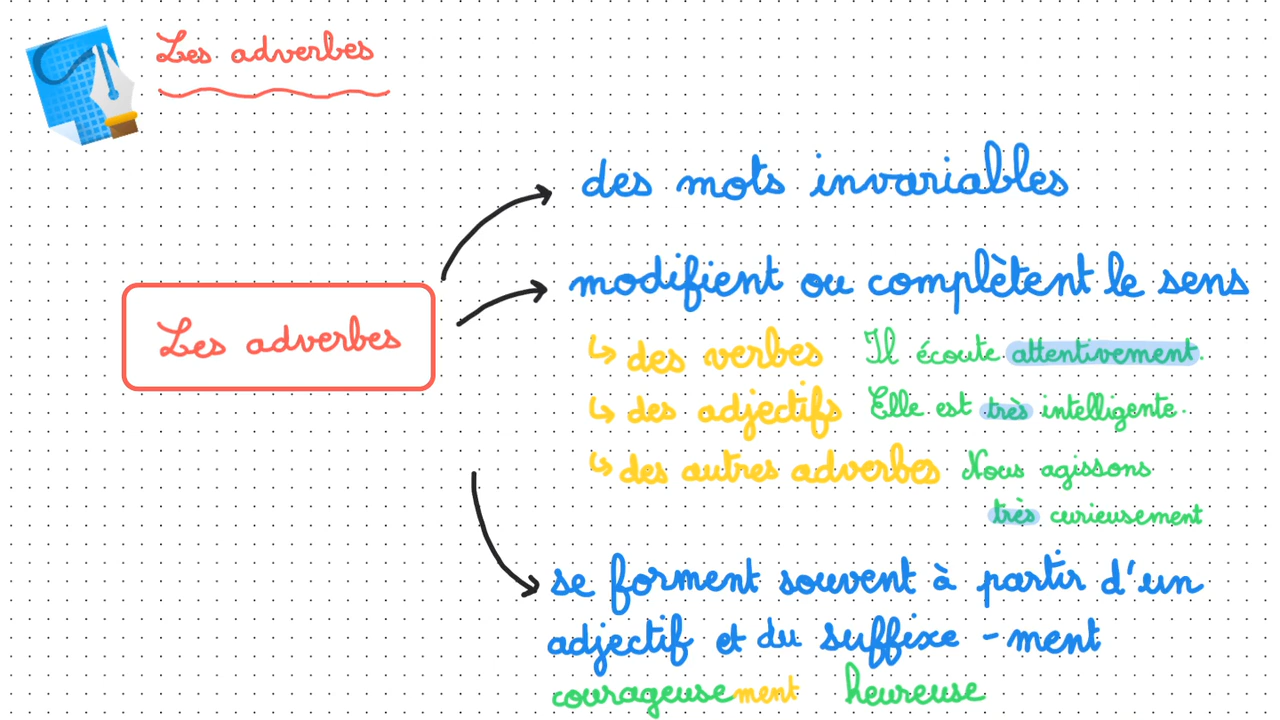 Les adverbes
des mots invariables
modifient ou complètent le sens
Les adverbes
↳ des verbes Il écoute attentivement.
↳ des adjectifs Elle est très intelligente.
↳ des autres adverbes Nous agissons
très curieusement
se forment souvent à partir d'un
adjectif et du suffixe - ment
courageusement heureuse